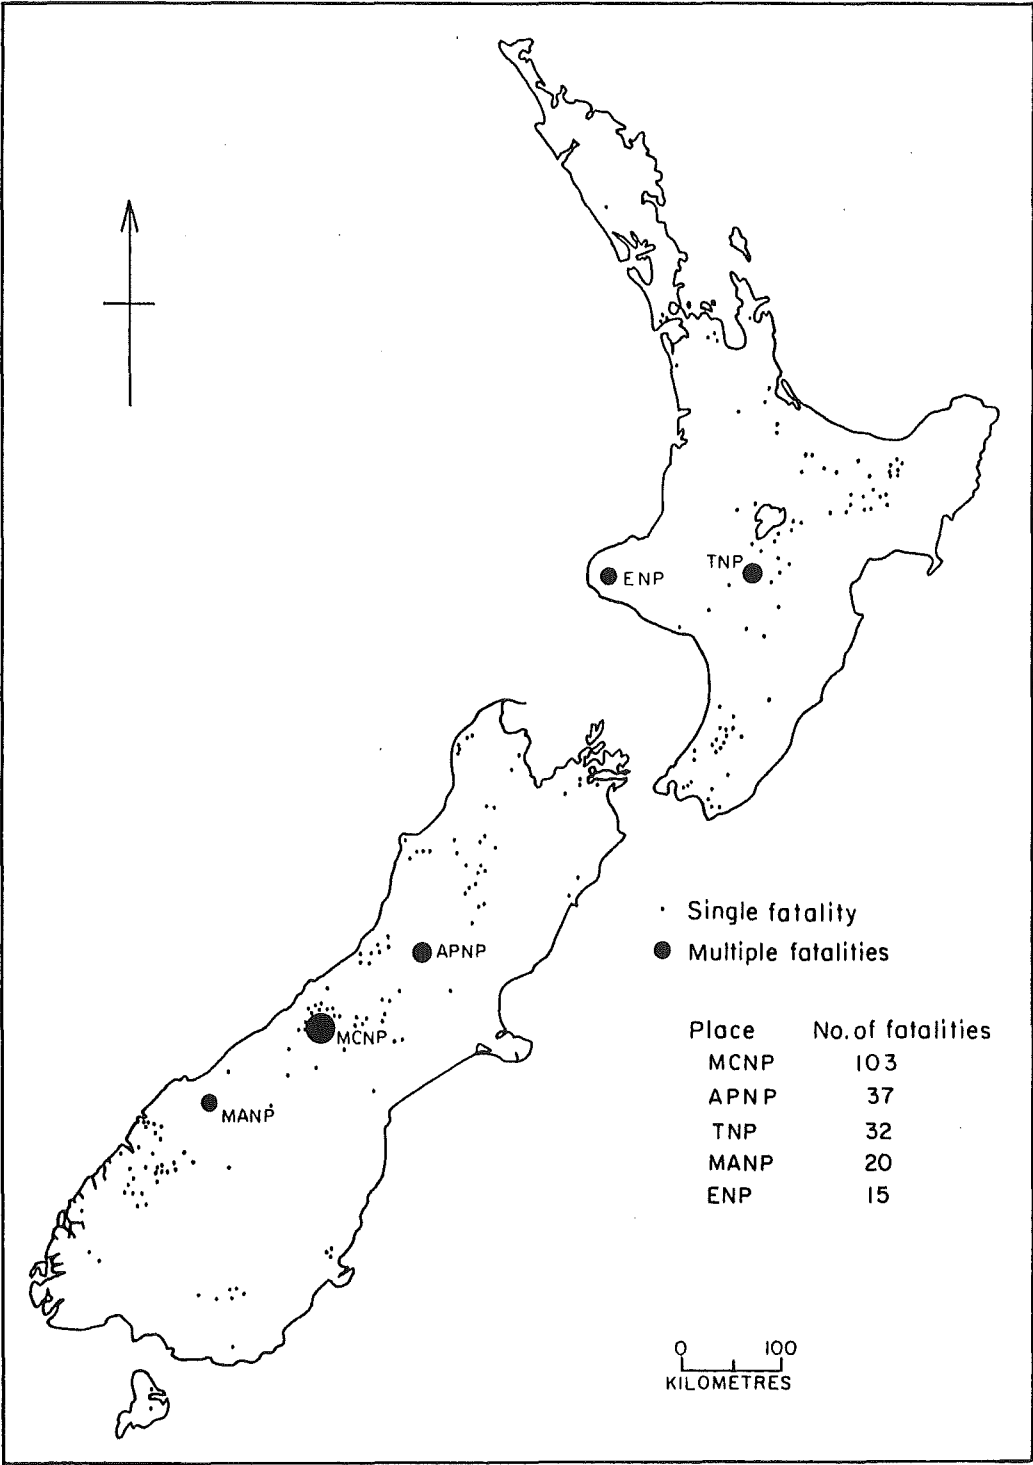 TNP
ENP
APNP
MCNP
MANP
Single fatality
Multiple fatalities
Place No. of fatalities
MCNP 103
APNP 37
TNP 32
MANP 20
ENP 15
0 100
KILOMETRES